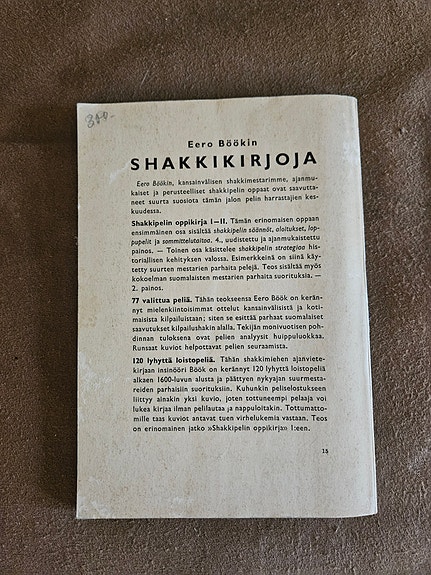 300.-
Eero Böökin
SHAKKIKIRJOJA
Eero Böökin, kansainvälisen shakkimestarimme, ajanmu-
kaiset ja perusteelliset shakkipelin oppaat ovat saavutta-
neet suurta suosiota tämän jalon pelin harrastajien kes-
kuudessa.
Shakkipelin oppikirja I—II. Tämän erinomaisen oppaan
ensimmäinen osa sisältää shakkipelin säännöt, aloitukset, lop-
pupelit ja sommittelutaitoa. 4., uudistettu ja ajanmukaistettu
painos. — Toinen osa käsittelee shakkipelin strategiaa his-
toriallisen kehityksen valossa. Esimerkkeinä on siinä käy-
tetty suurten mestarien parhaita pelejä. Teos sisältää myös
kokoelman suomalaisten mestarien parhaita suorituksia. —
2. painos.
77 valittua peliä. Tähän teokseensa Eero Böök on kerän-
nyt mielenkiintoisimmat ottelut kansainvälisistä ja koti-
maisista kilpailuistaan; siten se esittää parhaat suomalaiset
saavutukset kilpailushakin alalla. Tekijän monivuotisen poh-
dinnan tuloksena ovat pelien analyysit huippuluokkaa.
Runsaat kuviot helpottavat pelien seuraamista.
120 lyhyttä loistopeliä. Tähän shakkimiehen ajanviete-
kirjaan insinööri Böök on kerännyt 120 lyhyttä loistopeliä
alkaen 1600-luvun alusta ja päättyen nykyajan suurmesta-
reiden parhaisiin suorituksiin. Kuhunkin peliselostukseen
liittyy ainakin yksi kuvio, joten tottuneempi pelaaja voi
lukea kirjaa ilman pelilautaa ja nappuloitakin. Tottumatto-
mille taas kuviot antavat tuen virhelukemia vastaan. Teos
on erinomainen jatko »Shakkipelin oppikirja» I:een.
15